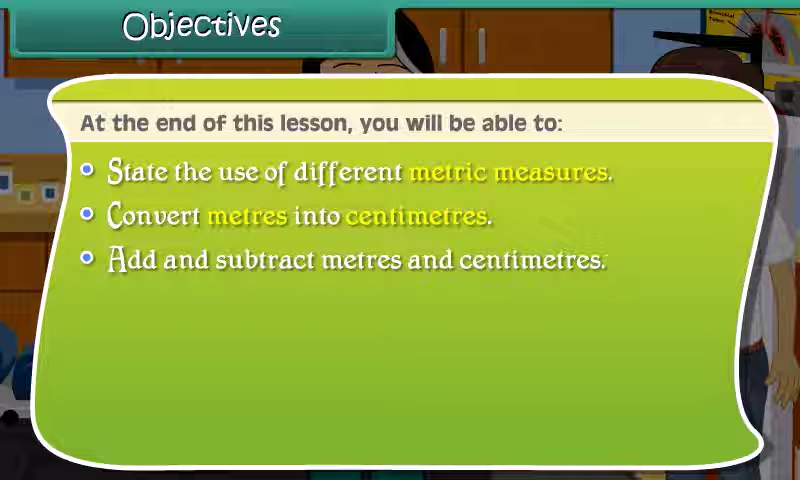 Objectives
At the end of this lesson, you will be able to:
State the use of different metric measures.
Convert metres into centimetres.
Add and subtract metres and centimetres.